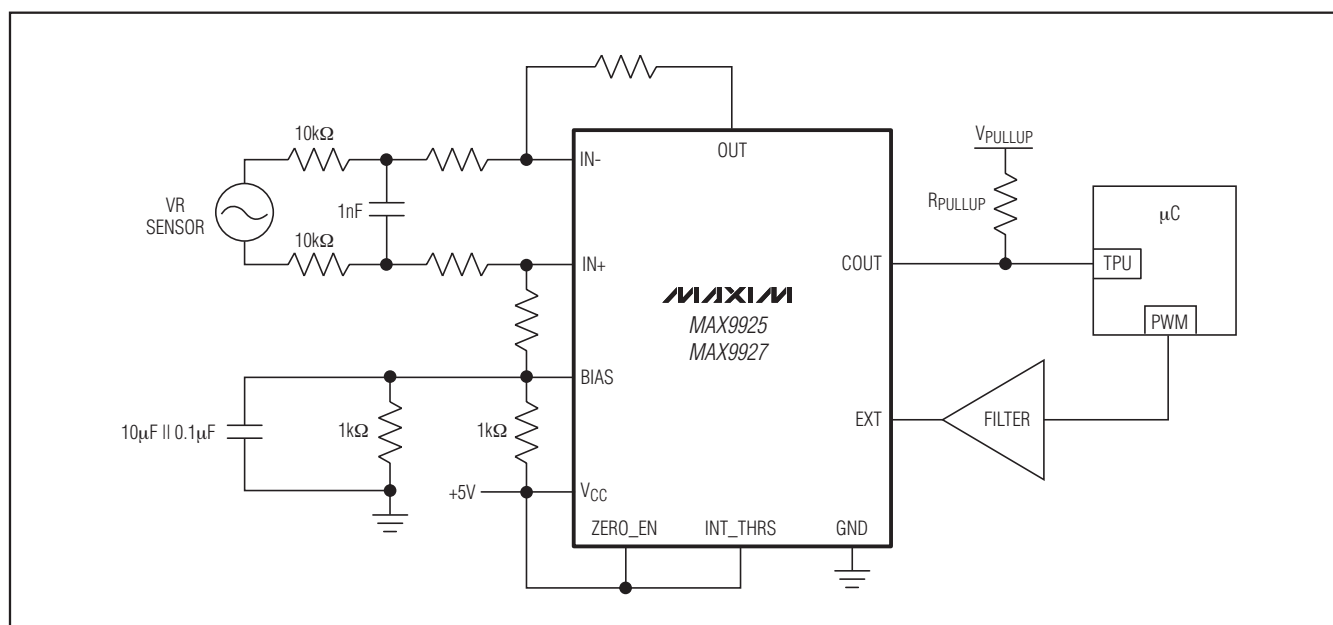 10kΩ
VR
SENSOR
1nF
10kΩ
10μF || 0.1μF
1kΩ
1kΩ
+5V
IN-
IN+
BIAS
VCC
ZERO_EN
INT_THRS
GND
OUT
MAXIM
MAX9925
MAX9927
COUT
EXT
VPULLUP
RPULLUP
μC
TPU
PWM
FILTER